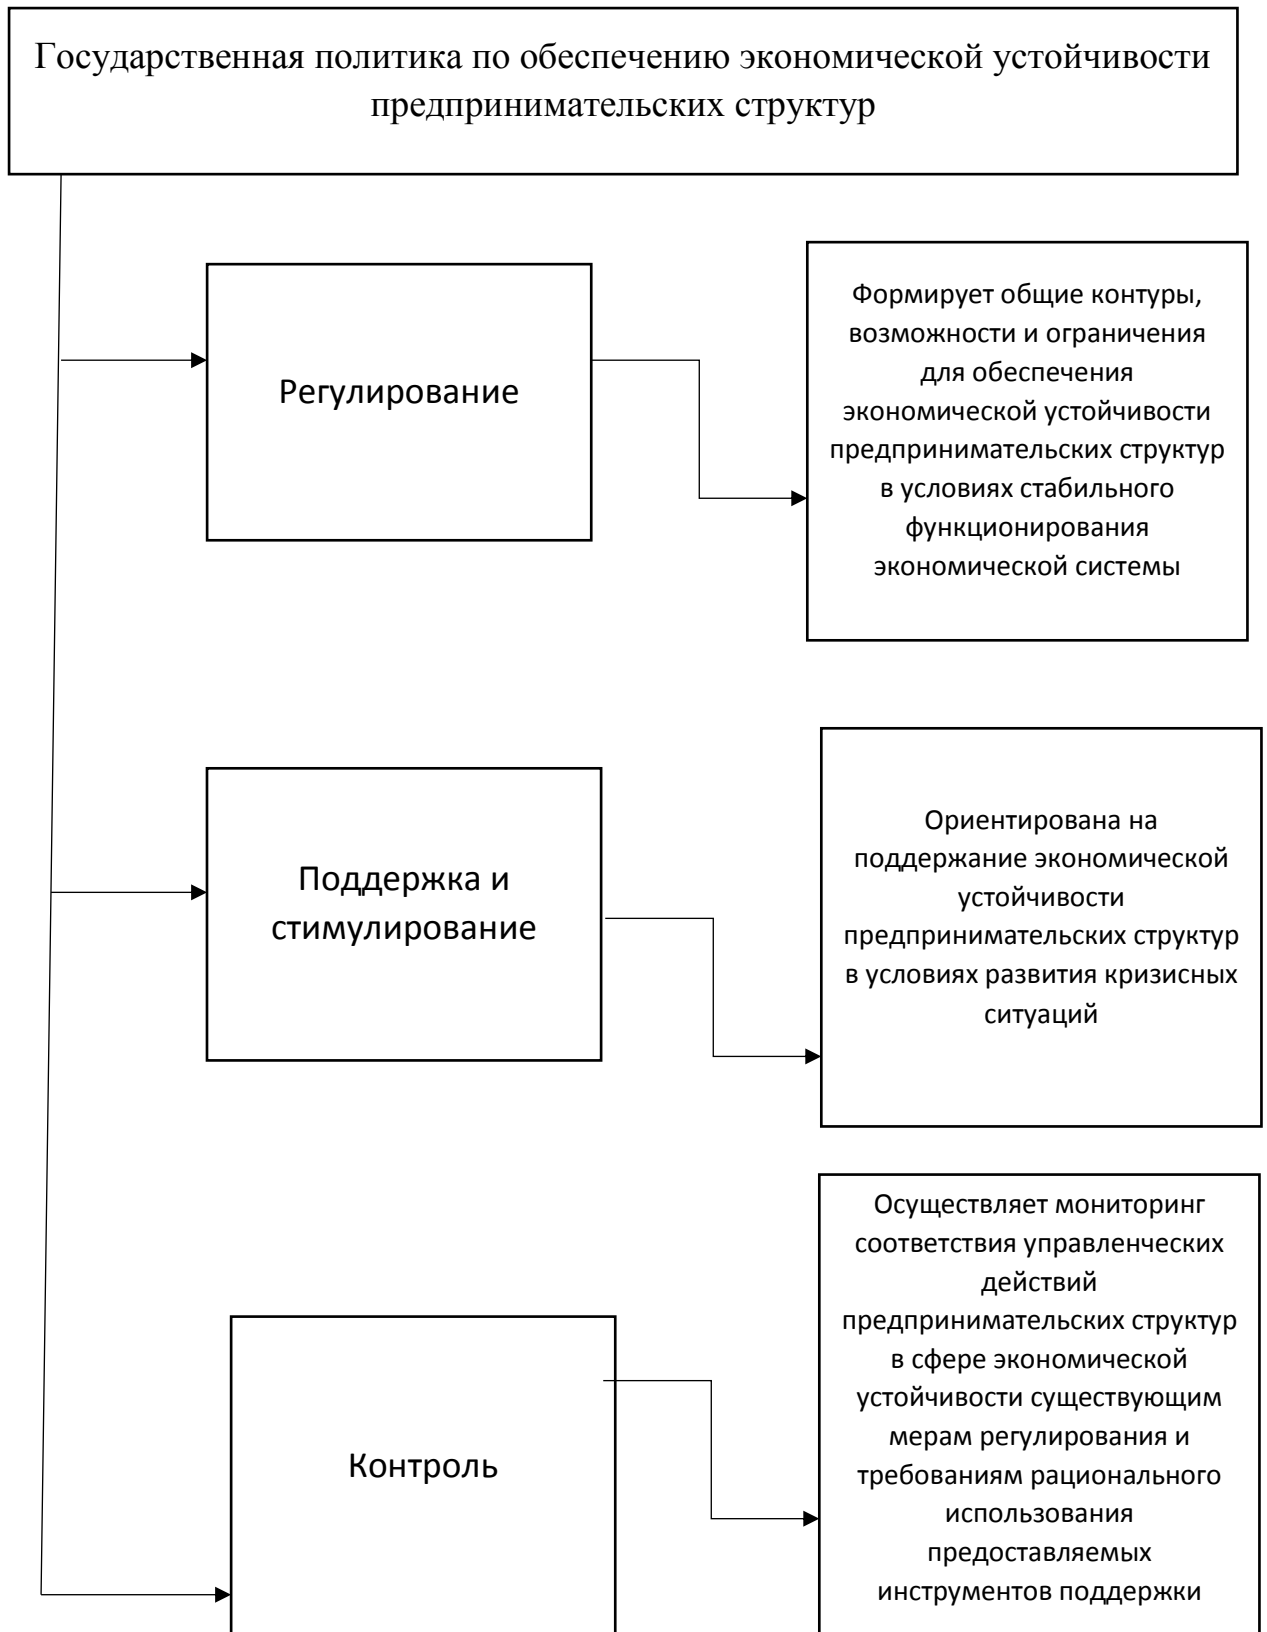 Государственная политика по обеспечению экономической устойчивости
предпринимательских структур
Регулирование
Формирует общие контуры,
возможности и ограничения
для обеспечения
экономической устойчивости
предпринимательских структур
в условиях стабильного
функционирования
экономической системы
Поддержка и
стимулирование
Ориентирована на
поддержание экономической
устойчивости
предпринимательских структур
в условиях развития кризисных
ситуаций
Контроль
Осуществляет мониторинг
соответствия управленческих
действий
предпринимательских структур
в сфере экономической
устойчивости существующим
мерам регулирования и
требованиям рационального
использования
предоставляемых
инструментов поддержки